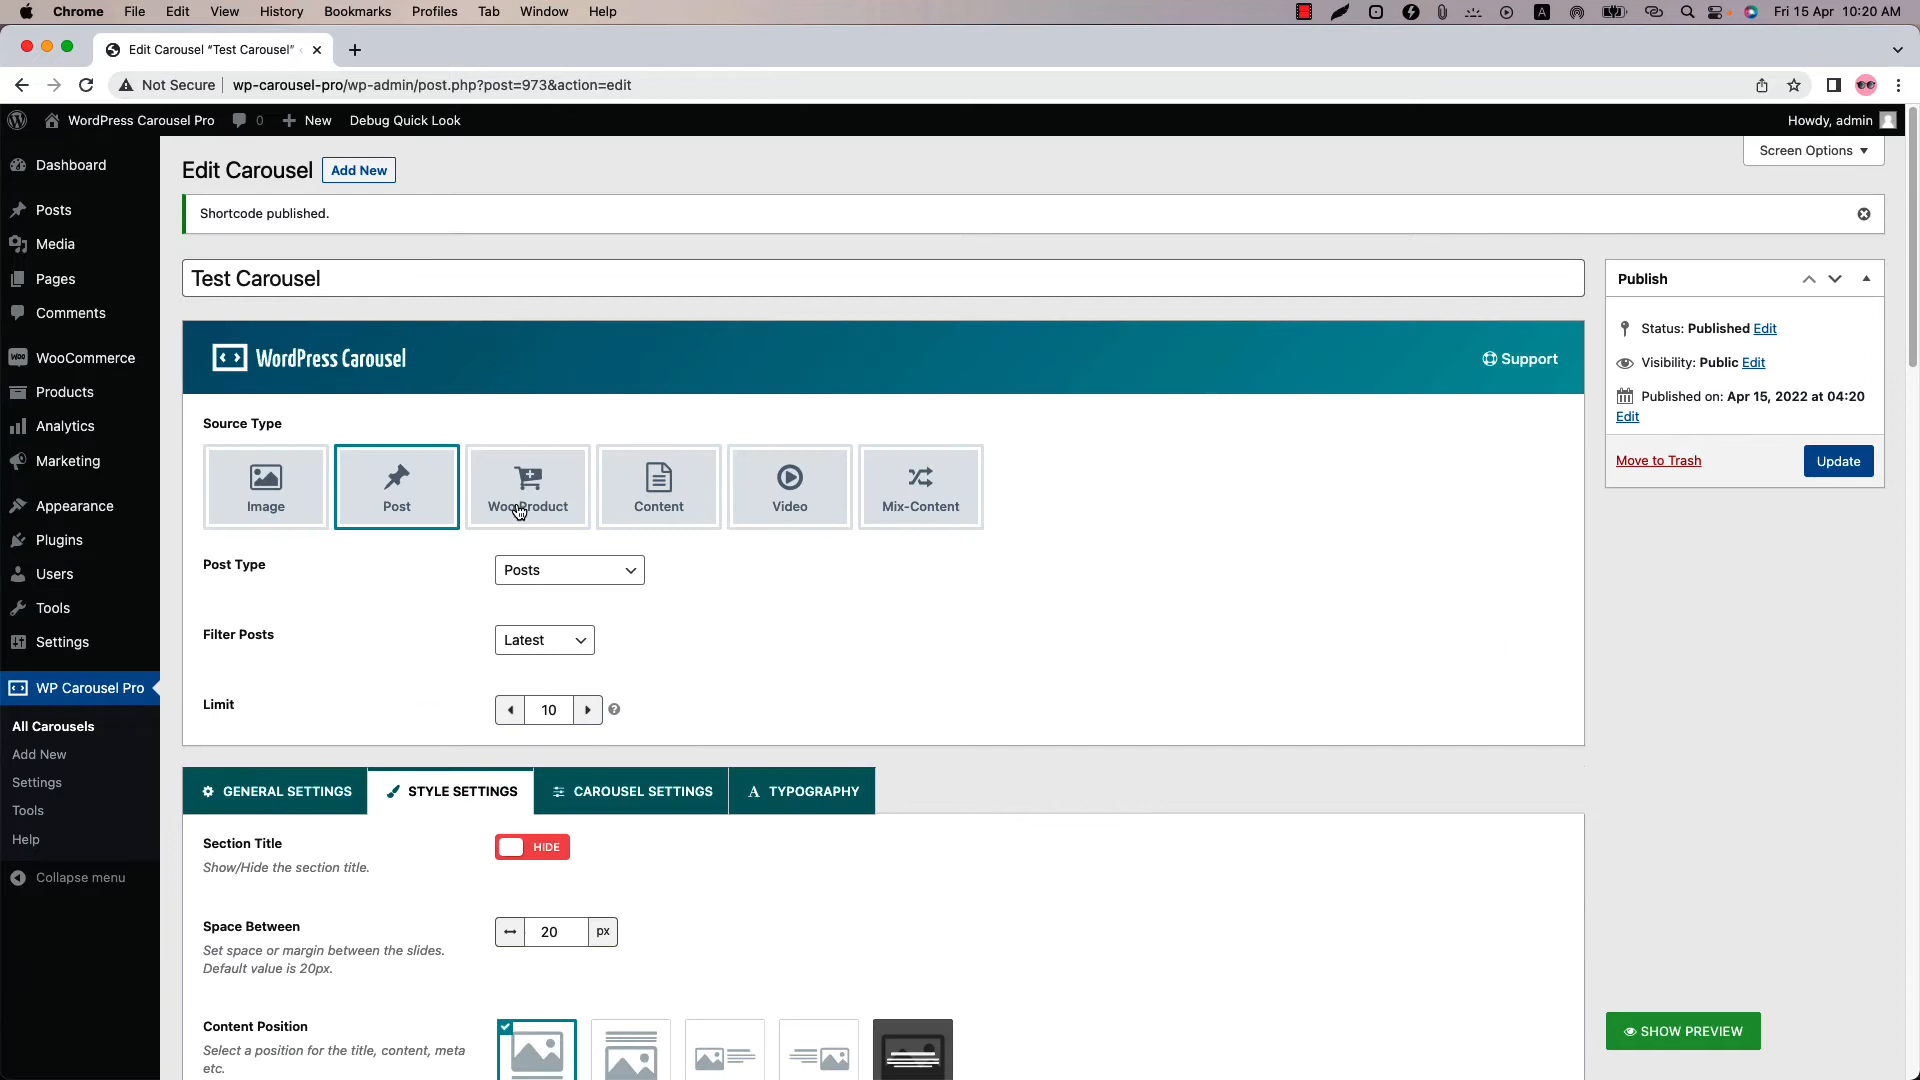 Chrome File Edit View History Bookmarks Profiles Tab Window Help
A
Fri 15 Apr 10:20 AM
Edit Carousel “Test Carousel” ‹
Not Secure wp-carousel-pro/wp-admin/post.php?post=973&action=edit
WordPress Carousel Pro 0 New Debug Quick Look
Howdy, admin
Dashboard
Posts
Media
Pages
Comments
WooCommerce
Products
Analytics
Marketing
Appearance
Plugins
Users
Tools
Settings
WP Carousel Pro
All Carousels
Add New
Settings
Tools
Help
Collapse menu
Edit Carousel Add New
Screen Options
Shortcode published.
Test Carousel
WordPress Carousel
Support
Source Type
Image
Post
WooProduct
Content
Video
Mix-Content
Post Type
Posts
Filter Posts
Latest
Limit
10
?
GENERAL SETTINGS
STYLE SETTINGS
CAROUSEL SETTINGS
A TYPOGRAPHY
Section Title
Show/Hide the section title.
HIDE
Space Between
Set space or margin between the slides.
Default value is 20px.
20
px
Content Position
Select a position for the title, content, meta
etc.
Publish
Status: Published Edit
Visibility: Public Edit
Published on: Apr 15, 2022 at 04:20
Edit
Move to Trash
Update
SHOW PREVIEW